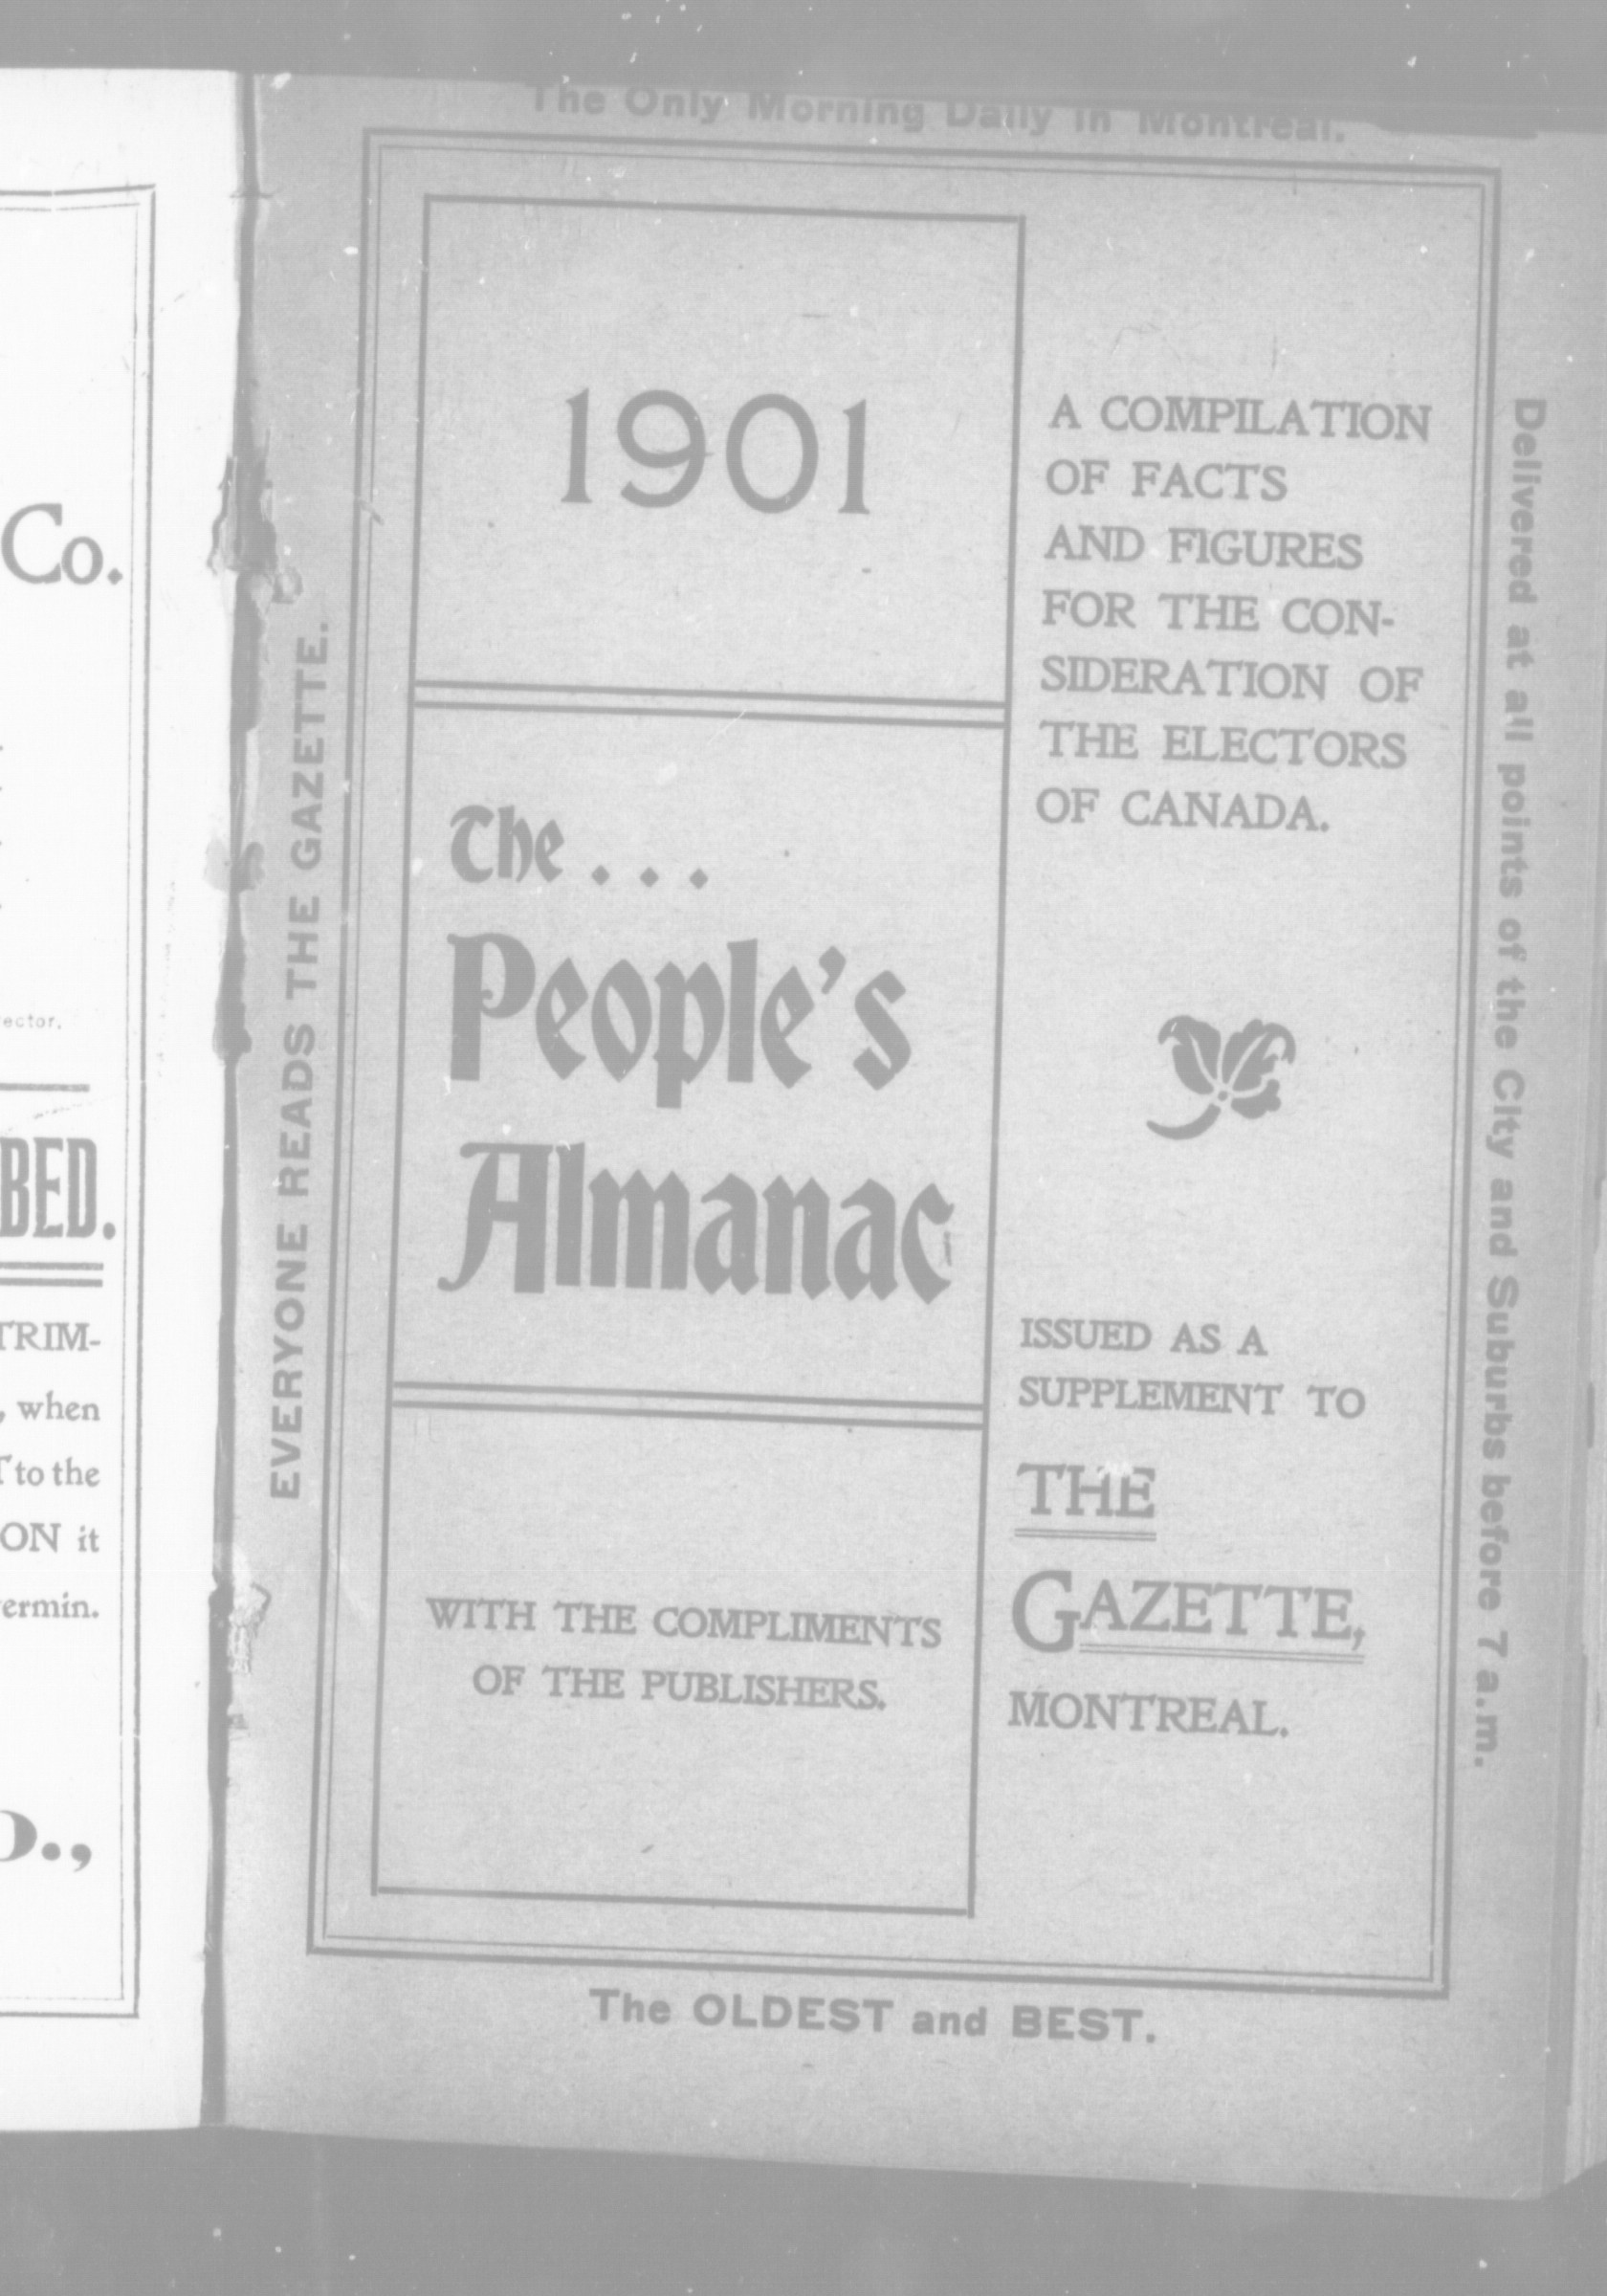 Co.
BED.
TRIM-
, when
to the
ON it
ermin.
The Only Morning Daily in Montreal.
EVERYONE READS THE GAZETTE.
1901
The...
People's
Almanac
WITH THE COMPLIMENTS
OF THE PUBLISHERS.
A COMPILATION
OF FACTS
AND FIGURES
FOR THE CON-
SIDERATION OF
THE ELECTORS
OF CANADA.
ISSUED AS A
SUPPLEMENT TO
THE
GAZETTE,
MONTREAL.
Delivered at all points of the City and Suburbs before 7 a.m.
The OLDEST and BEST.